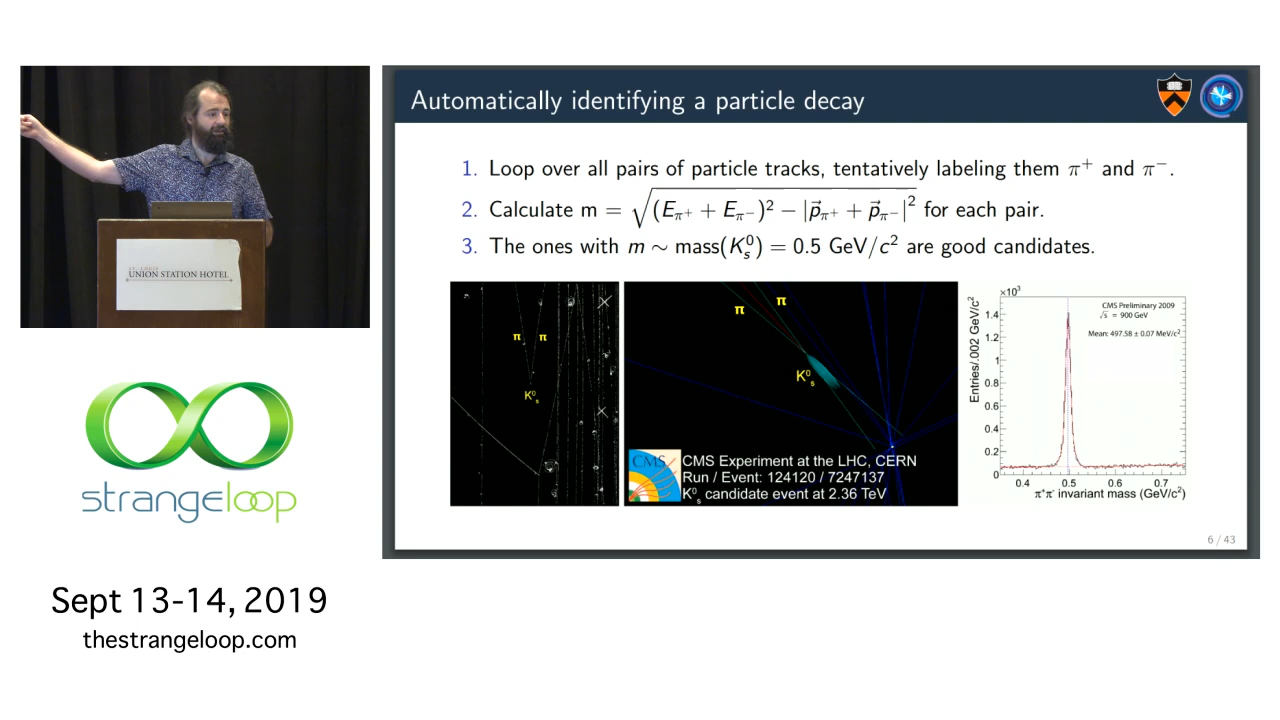 Automatically identifying a particle decay
1. Loop over all pairs of particle tracks, tentatively labeling them π⁺ and π⁻.
2. Calculate m = √(E_π⁺ + E_π⁻)² − |p⃗_π⁺ + p⃗_π⁻|² for each pair.
3. The ones with m ∼ mass(K⁰ₛ) = 0.5 GeV/c² are good candidates.
π π
K⁰ₛ
π π
K⁰ₛ
CMS
CMS Experiment at the LHC, CERN
Run / Event: 124120 / 7247137
K⁰ₛ candidate event at 2.36 TeV
×10³
CMS Preliminary 2009
√s = 900 GeV
Mean: 497.58 ± 0.07 MeV/c²
Entries/.002 GeV/c²
1.4
1.2
1
0.8
0.6
0.4
0.2
0
0.4 0.5 0.6 0.7
π⁺π⁻ invariant mass (GeV/c²)
6 / 43
ST. LOUIS
UNION STATION HOTEL
strangeloop
Sept 13-14, 2019
thestrangeloop.com